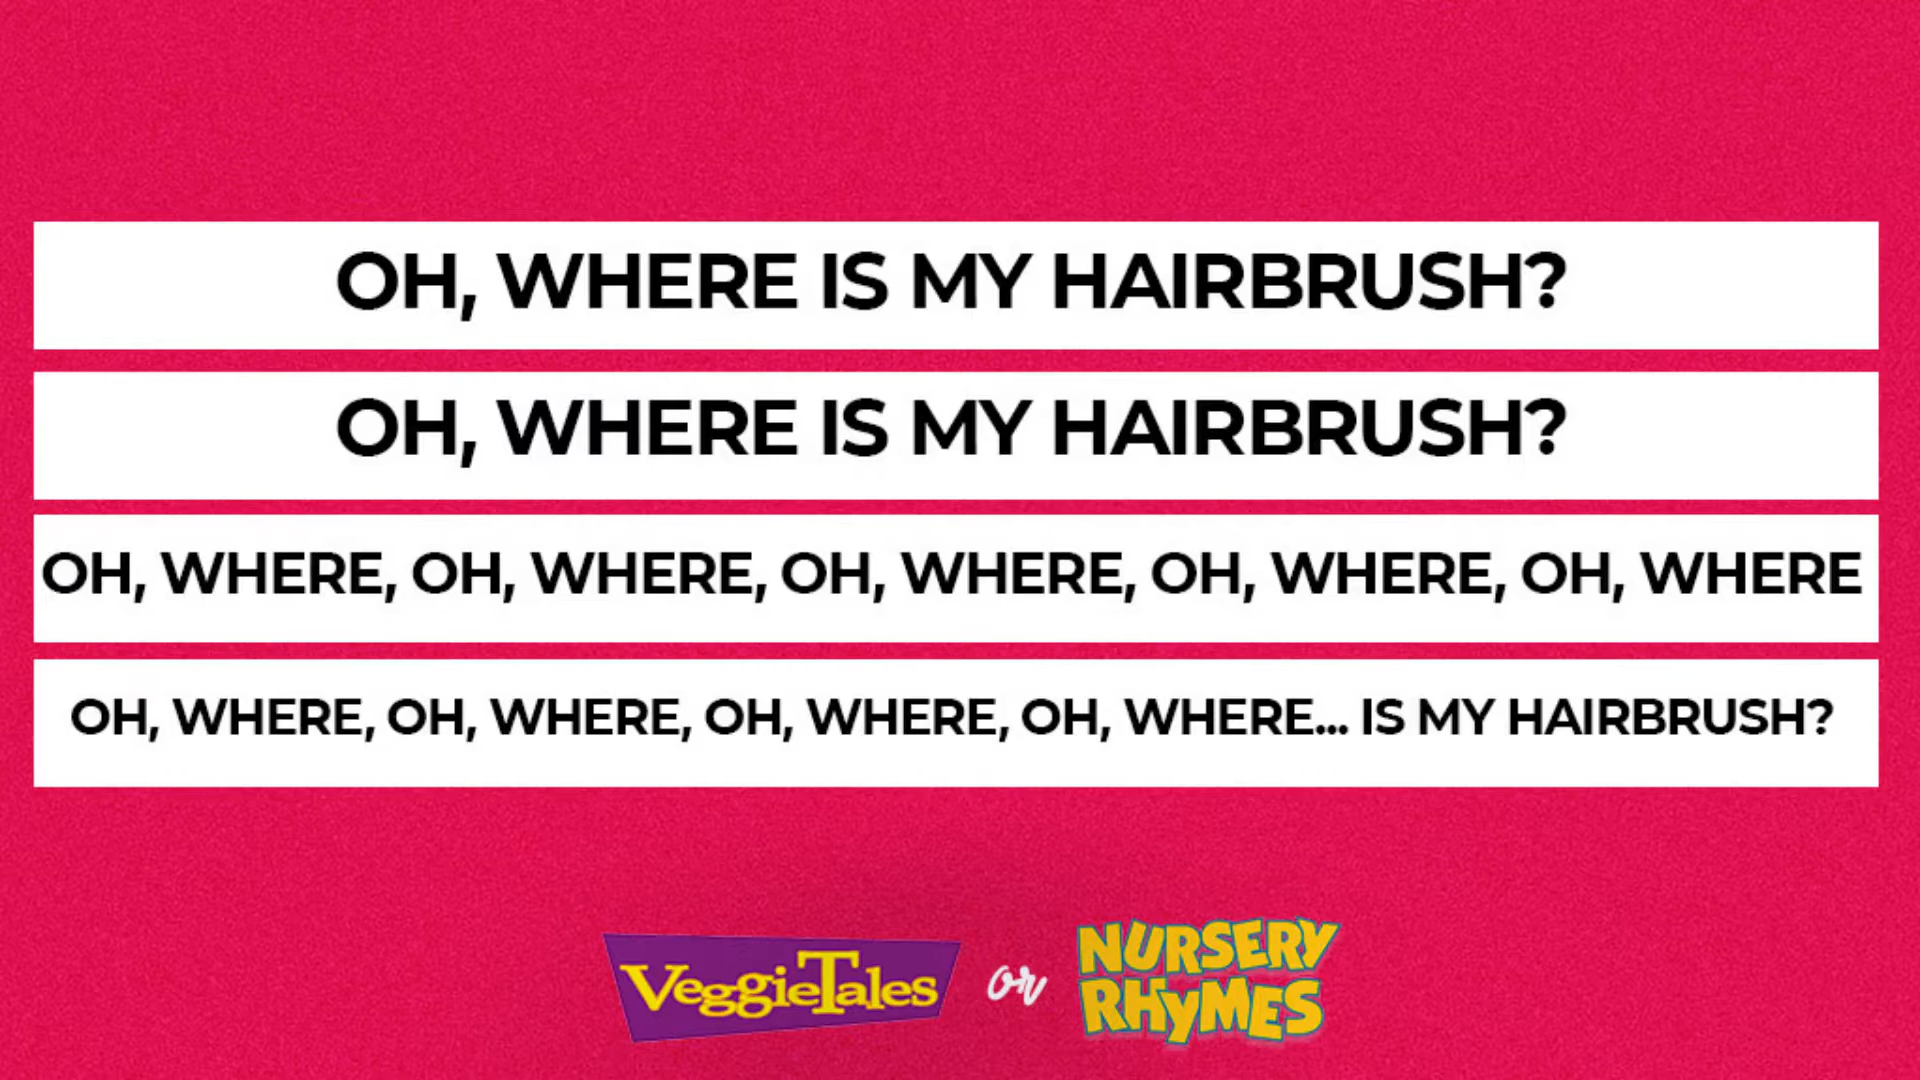 OH, WHERE IS MY HAIRBRUSH?
OH, WHERE IS MY HAIRBRUSH?
OH, WHERE, OH, WHERE, OH, WHERE, OH, WHERE, OH, WHERE
OH, WHERE, OH, WHERE, OH, WHERE, OH, WHERE... IS MY HAIRBRUSH?
VeggieTales or NURSERY RHYMES